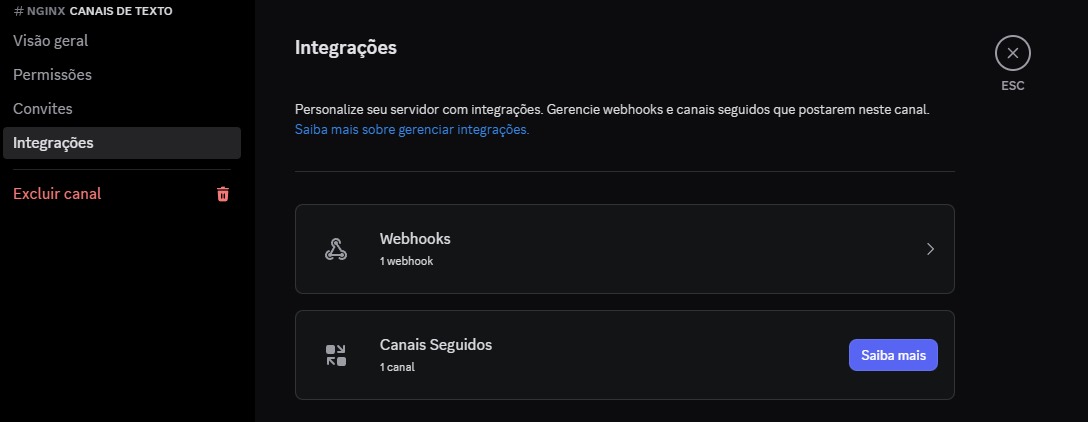 # NGINX CANAIS DE TEXTO
Visão geral
Permissões
Convites
Integrações
Excluir canal
Integrações
ESC
Personalize seu servidor com integrações. Gerencie webhooks e canais seguidos que postarem neste canal.
Saiba mais sobre gerenciar integrações.
Webhooks
1 webhook
Canais Seguidos
1 canal
Saiba mais